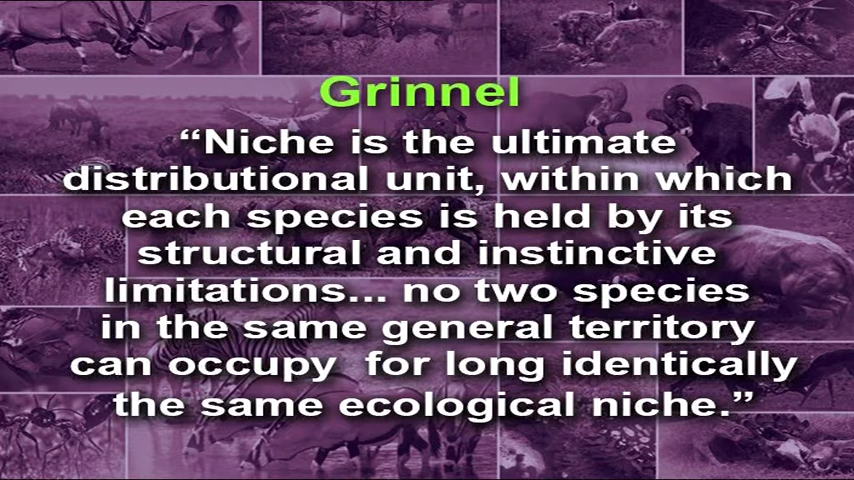 Grinnel
“Niche is the ultimate
distributional unit, within which
each species is held by its
structural and instinctive
limitations... no two species
in the same general territory
can occupy for long identically
the same ecological niche.”